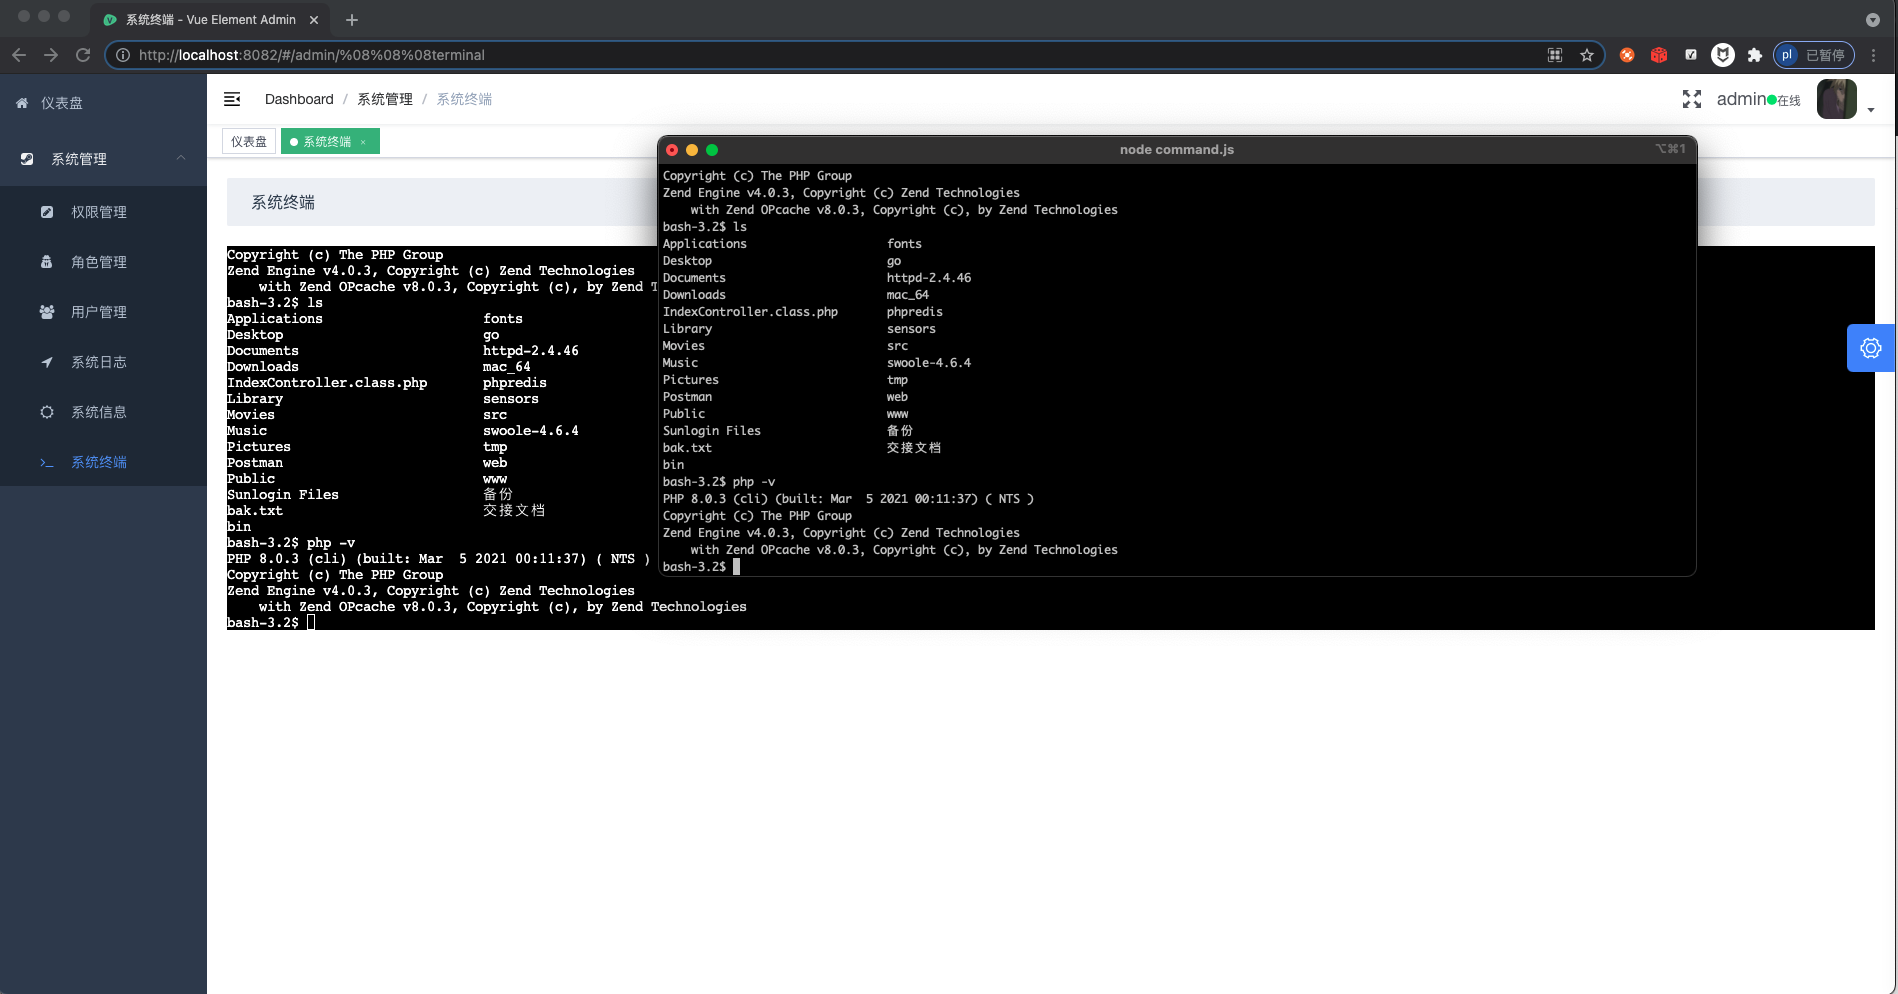 系统终端 - Vue Element Admin
http://localhost:8082/#/admin/%08%08%08terminal
pl 已暂停
仪表盘
系统管理
权限管理
角色管理
用户管理
系统日志
系统信息
系统终端
Dashboard / 系统管理 / 系统终端
admin 在线
仪表盘
系统终端 ×
系统终端
Copyright (c) The PHP Group
Zend Engine v4.0.3, Copyright (c) Zend Technologies
with Zend OPcache v8.0.3, Copyright (c), by Zend T
bash-3.2$ ls
Applications fonts
Desktop go
Documents httpd-2.4.46
Downloads mac_64
IndexController.class.php phpredis
Library sensors
Movies src
Music swoole-4.6.4
Pictures tmp
Postman web
Public www
Sunlogin Files 备份
bak.txt 交接文档
bin
bash-3.2$ php -v
PHP 8.0.3 (cli) (built: Mar  5 2021 00:11:37) ( NTS )
Copyright (c) The PHP Group
Zend Engine v4.0.3, Copyright (c) Zend Technologies
with Zend OPcache v8.0.3, Copyright (c), by Zend Technologies
bash-3.2$
node command.js
⌥⌘1
Copyright (c) The PHP Group
Zend Engine v4.0.3, Copyright (c) Zend Technologies
with Zend OPcache v8.0.3, Copyright (c), by Zend Technologies
bash-3.2$ ls
Applications fonts
Desktop go
Documents httpd-2.4.46
Downloads mac_64
IndexController.class.php phpredis
Library sensors
Movies src
Music swoole-4.6.4
Pictures tmp
Postman web
Public www
Sunlogin Files 备份
bak.txt 交接文档
bin
bash-3.2$ php -v
PHP 8.0.3 (cli) (built: Mar  5 2021 00:11:37) ( NTS )
Copyright (c) The PHP Group
Zend Engine v4.0.3, Copyright (c) Zend Technologies
with Zend OPcache v8.0.3, Copyright (c), by Zend Technologies
bash-3.2$